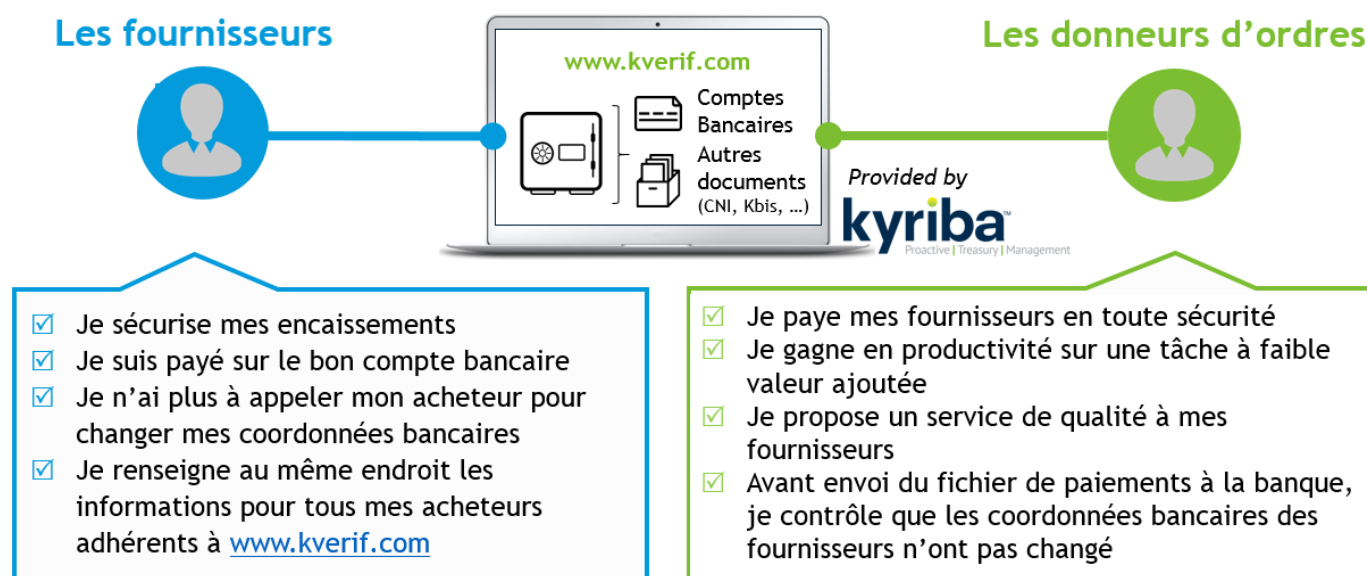 Les fournisseurs
www.kverif.com
Comptes
Bancaires
Autres
documents
(CNI, Kbis, ...)
Les donneurs d’ordres
Provided by
kyriba™
Proactive | Treasury | Management
Je sécurise mes encaissements
Je suis payé sur le bon compte bancaire
Je n’ai plus à appeler mon acheteur pour
changer mes coordonnées bancaires
Je renseigne au même endroit les
informations pour tous mes acheteurs
adhérents à www.kverif.com
Je paye mes fournisseurs en toute sécurité
Je gagne en productivité sur une tâche à faible
valeur ajoutée
Je propose un service de qualité à mes
fournisseurs
Avant envoi du fichier de paiements à la banque,
je contrôle que les coordonnées bancaires des
fournisseurs n’ont pas changé